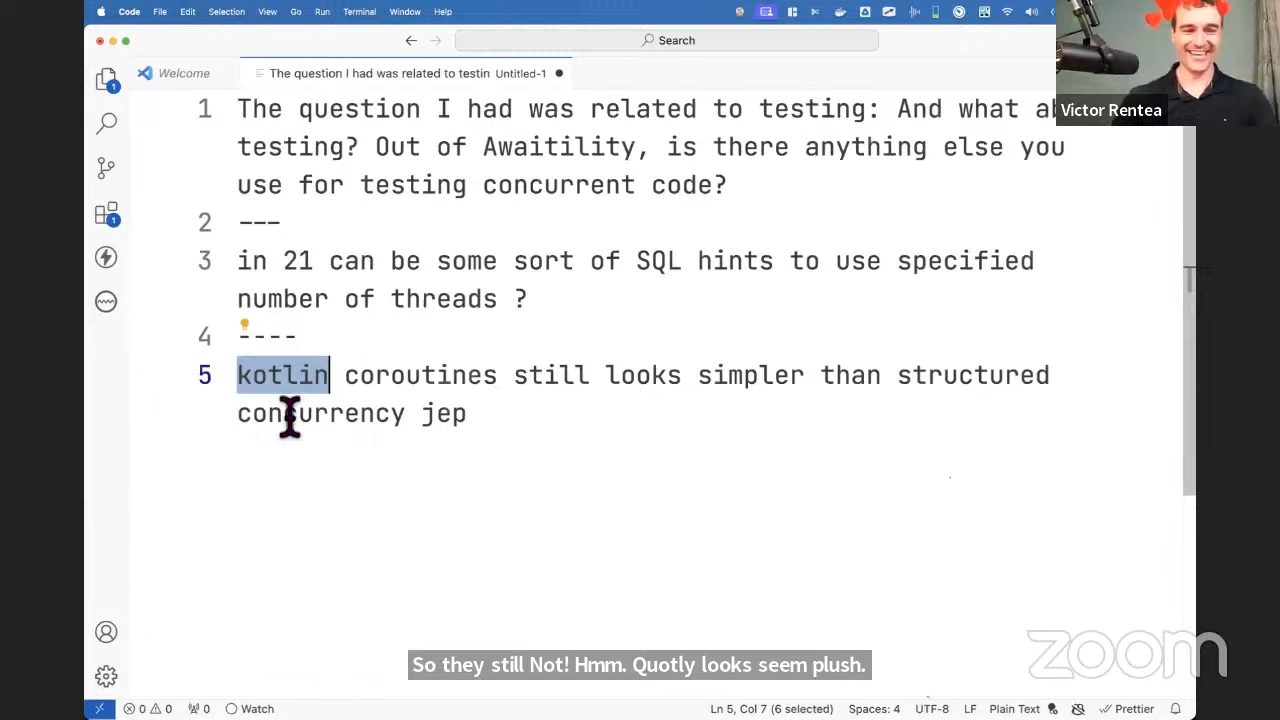 Code File Edit Selection View Go Run Terminal Window Help
Search
Welcome
The question I had was related to testin Untitled-1
Victor Rentea
1 The question I had was related to testing: And what ab
testing? Out of Awaitility, is there anything else you
use for testing concurrent code?
2 ---
3 in 21 can be some sort of SQL hints to use specified
number of threads ?
4 ----
5 kotlin coroutines still looks simpler than structured
concurrency jep
So they still Not! Hmm. Quotly looks seem plush.
zoom
0 0 0 Watch Ln 5, Col 7 (6 selected) Spaces: 4 UTF-8 LF Plain Text Prettier